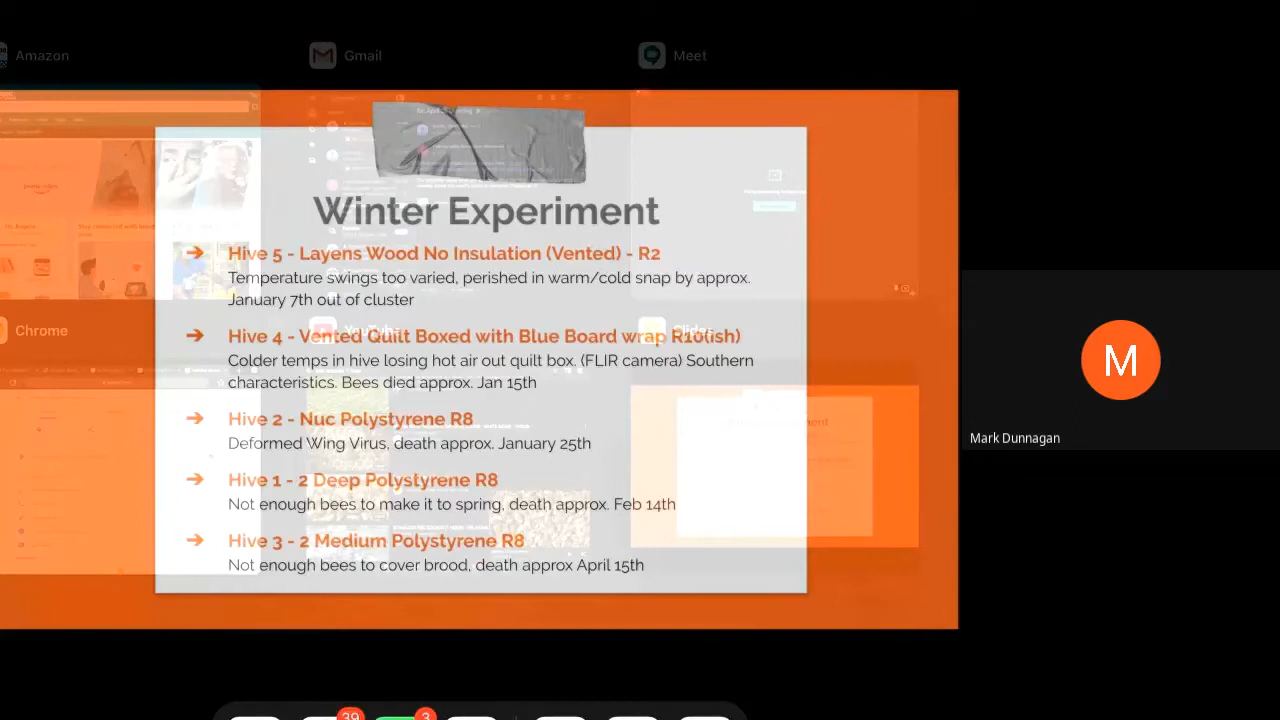 Amazon
Gmail
Meet
Winter Experiment
➔ Hive 5 - Layens Wood No Insulation (Vented) - R2
Temperature swings too varied, perished in warm/cold snap by approx.
January 7th out of cluster
Chrome
YouTube
Slides
➔ Hive 4 - Vented Quilt Boxed with Blue Board wrap R10(ish)
Colder temps in hive losing hot air out quilt box. (FLIR camera) Southern
characteristics. Bees died approx. Jan 15th
➔ Hive 2 - Nuc Polystyrene R8
Deformed Wing Virus, death approx. January 25th
➔ Hive 1 - 2 Deep Polystyrene R8
Not enough bees to make it to spring, death approx. Feb 14th
➔ Hive 3 - 2 Medium Polystyrene R8
Not enough bees to cover brood, death approx April 15th
M
Mark Dunnagan
39
3